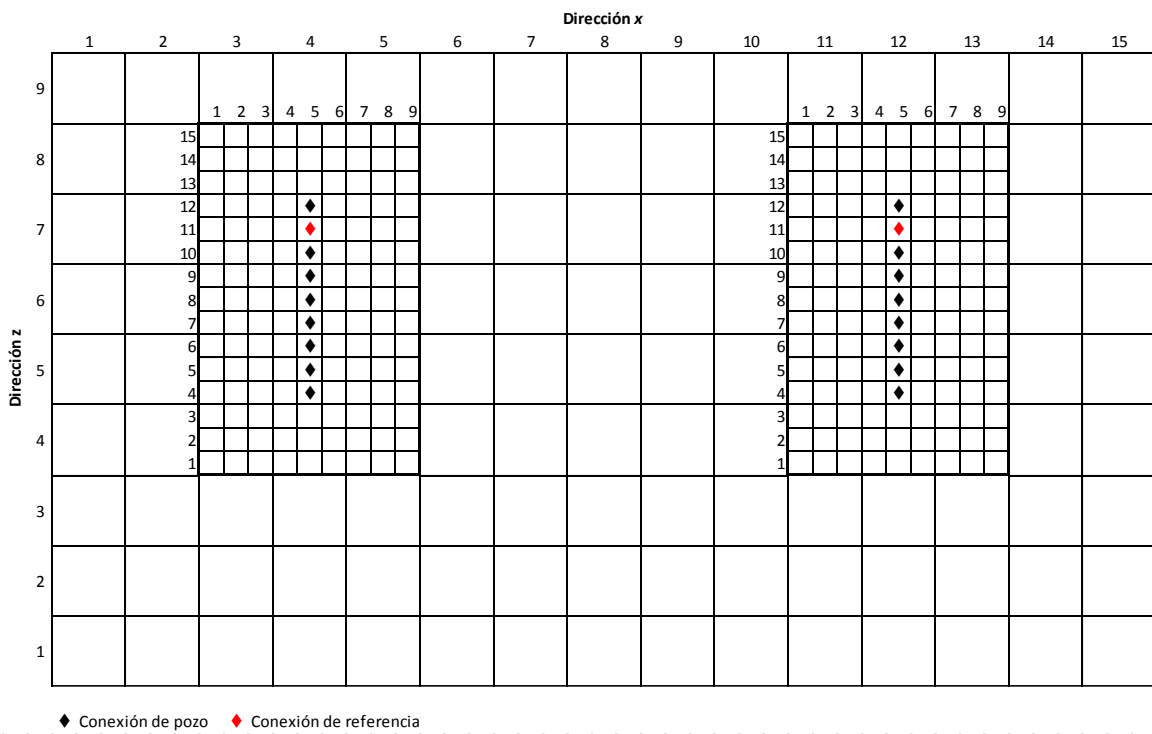 Dirección x
1 2 3 4 5 6 7 8 9 10 11 12 13 14 15
9
1 2 3 4 5 6 7 8 9 1 2 3 4 5 6 7 8 9
15 15
8 14 14
13 13
12 12
7 11 11
10 10
9 9
6 8 8
7 7
6 6
5 5 5
4 4
3 3
4 2 2
1 1
3
2
1
Dirección z
Conexión de pozo Conexión de referencia